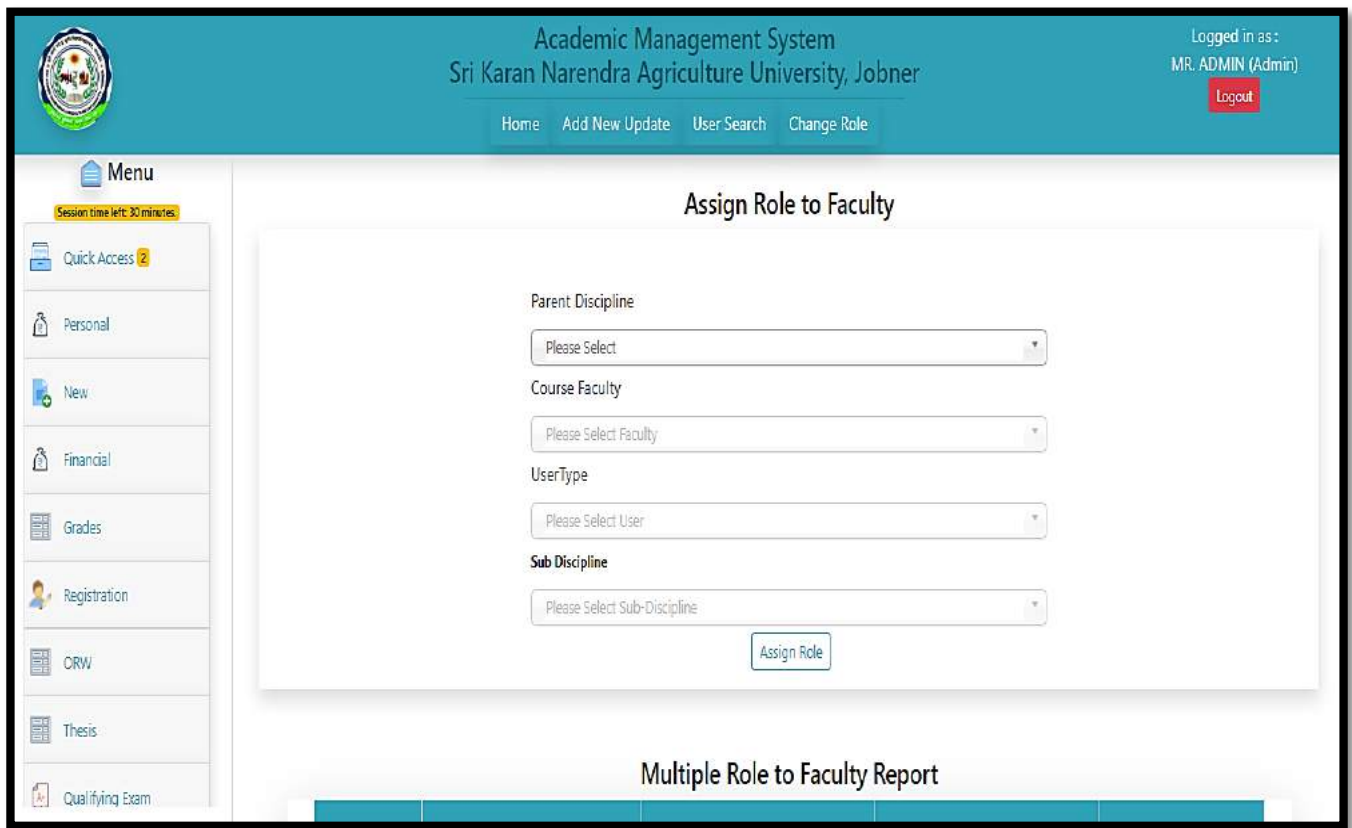 Academic Management System
Sri Karan Narendra Agriculture University, Jobner
Logged in as :
MR. ADMIN (Admin)
Logout
Home Add New Update User Search Change Role
Menu
Session time left: 30 minutes.
Quick Access 2
Personal
New
Financial
Grades
Registration
ORW
Thesis
Qualifying Exam
Assign Role to Faculty
Parent Discipline
Please Select
Course Faculty
Please Select Faculty
UserType
Please Select User
Sub Discipline
Please Select Sub-Discipline
Assign Role
Multiple Role to Faculty Report